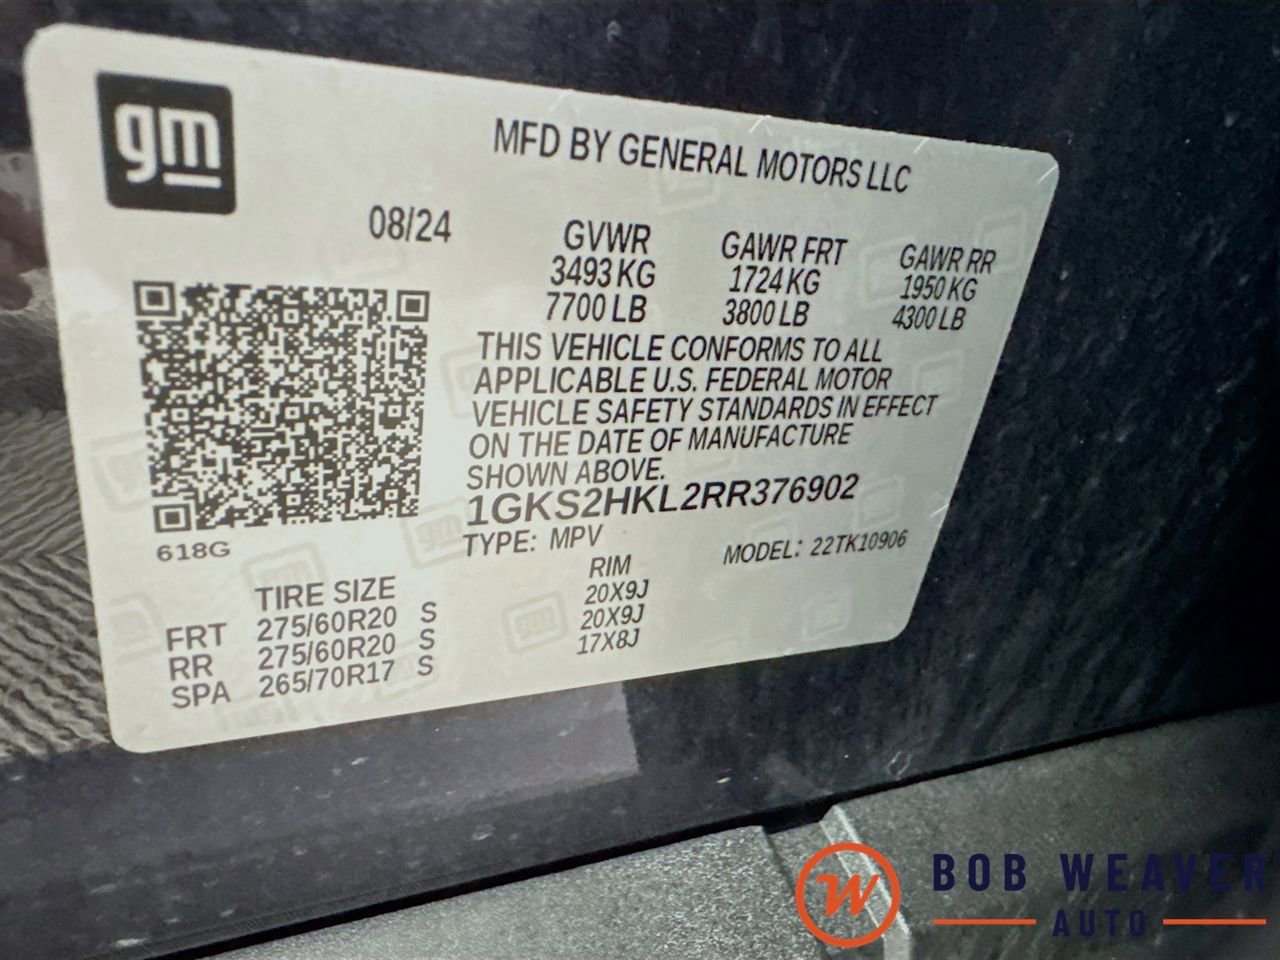 gm
MFD BY GENERAL MOTORS LLC
08/24
GVWR GAWR FRT GAWR RR
3493 KG 1724 KG 1950 KG
7700 LB 3800 LB 4300 LB
THIS VEHICLE CONFORMS TO ALL
APPLICABLE U.S. FEDERAL MOTOR
VEHICLE SAFETY STANDARDS IN EFFECT
ON THE DATE OF MANUFACTURE
SHOWN ABOVE.
1GKS2HKL2RR376902
618G
TYPE: MPV MODEL: 22TK10906
TIRE SIZE RIM
FRT 275/60R20 S 20X9J
RR 275/60R20 S 20X9J
SPA 265/70R17 S 17X8J
W BOB WEAVER
AUTO